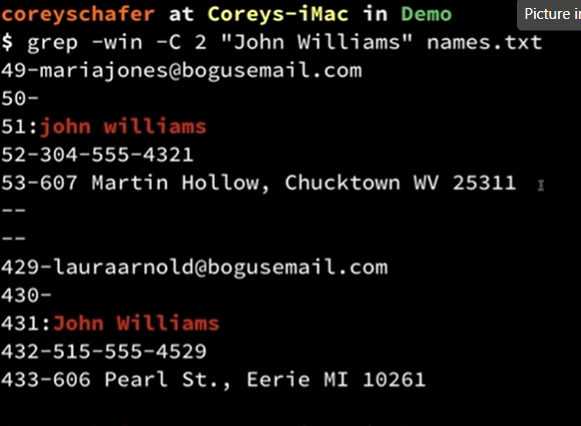 coreyschafer at Coreys-iMac in Demo
Picture in
$ grep -win -C 2 "John Williams" names.txt
49-mariajones@bogusemail.com
50-
51:john williams
52-304-555-4321
53-607 Martin Hollow, Chucktown WV 25311
--
--
429-lauraarnold@bogusemail.com
430-
431:John Williams
432-515-555-4529
433-606 Pearl St., Eerie MI 10261